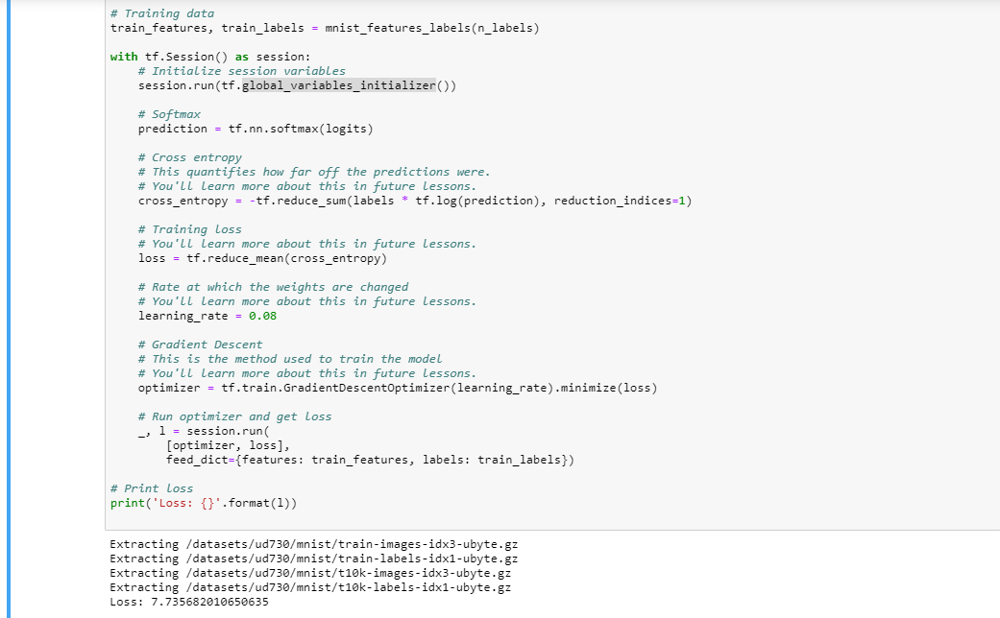 # Training data
train_features, train_labels = mnist_features_labels(n_labels)
with tf.Session() as session:
# Initialize session variables
session.run(tf.global_variables_initializer())
# Softmax
prediction = tf.nn.softmax(logits)
# Cross entropy
# This quantifies how far off the predictions were.
# You'll learn more about this in future lessons.
cross_entropy = -tf.reduce_sum(labels * tf.log(prediction), reduction_indices=1)
# Training loss
# You'll learn more about this in future lessons.
loss = tf.reduce_mean(cross_entropy)
# Rate at which the weights are changed
# You'll learn more about this in future lessons.
learning_rate = 0.08
# Gradient Descent
# This is the method used to train the model
# You'll learn more about this in future lessons.
optimizer = tf.train.GradientDescentOptimizer(learning_rate).minimize(loss)
# Run optimizer and get loss
_, l = session.run(
[optimizer, loss],
feed_dict={features: train_features, labels: train_labels})
# Print loss
print('Loss: {}'.format(l))
Extracting /datasets/ud730/mnist/train-images-idx3-ubyte.gz
Extracting /datasets/ud730/mnist/train-labels-idx1-ubyte.gz
Extracting /datasets/ud730/mnist/t10k-images-idx3-ubyte.gz
Extracting /datasets/ud730/mnist/t10k-labels-idx1-ubyte.gz
Loss: 7.735682010650635